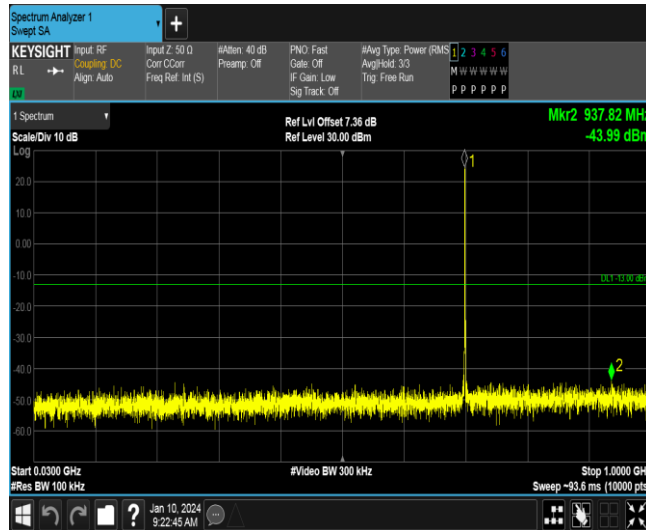 Spectrum Analyzer 1
Swept SA
KEYSIGHT
RL
LXI
Input: RF
Coupling: DC
Align: Auto
Input Z: 50 Ω
Corr CCorr
Freq Ref: Int (S)
#Atten: 40 dB
Preamp: Off
PNO: Fast
Gate: Off
IF Gain: Low
Sig Track: Off
#Avg Type: Power (RMS
Avg|Hold: 3/3
Trig: Free Run
1 2 3 4 5 6
M W W W W W
P P P P P P
1 Spectrum
Scale/Div 10 dB
Log
Ref Lvl Offset 7.36 dB
Ref Level 30.00 dBm
Mkr2 937.82 MHz
-43.99 dBm
1
20.0
10.0
0.00
-10.0
DL1 -13.00 dBm
-20.0
-30.0
-40.0
2
-50.0
-60.0
Start 0.0300 GHz
#Res BW 100 kHz
#Video BW 300 kHz
Stop 1.0000 GHz
Sweep ~93.6 ms (10000 pts)
?
Jan 10, 2024
9:22:45 AM